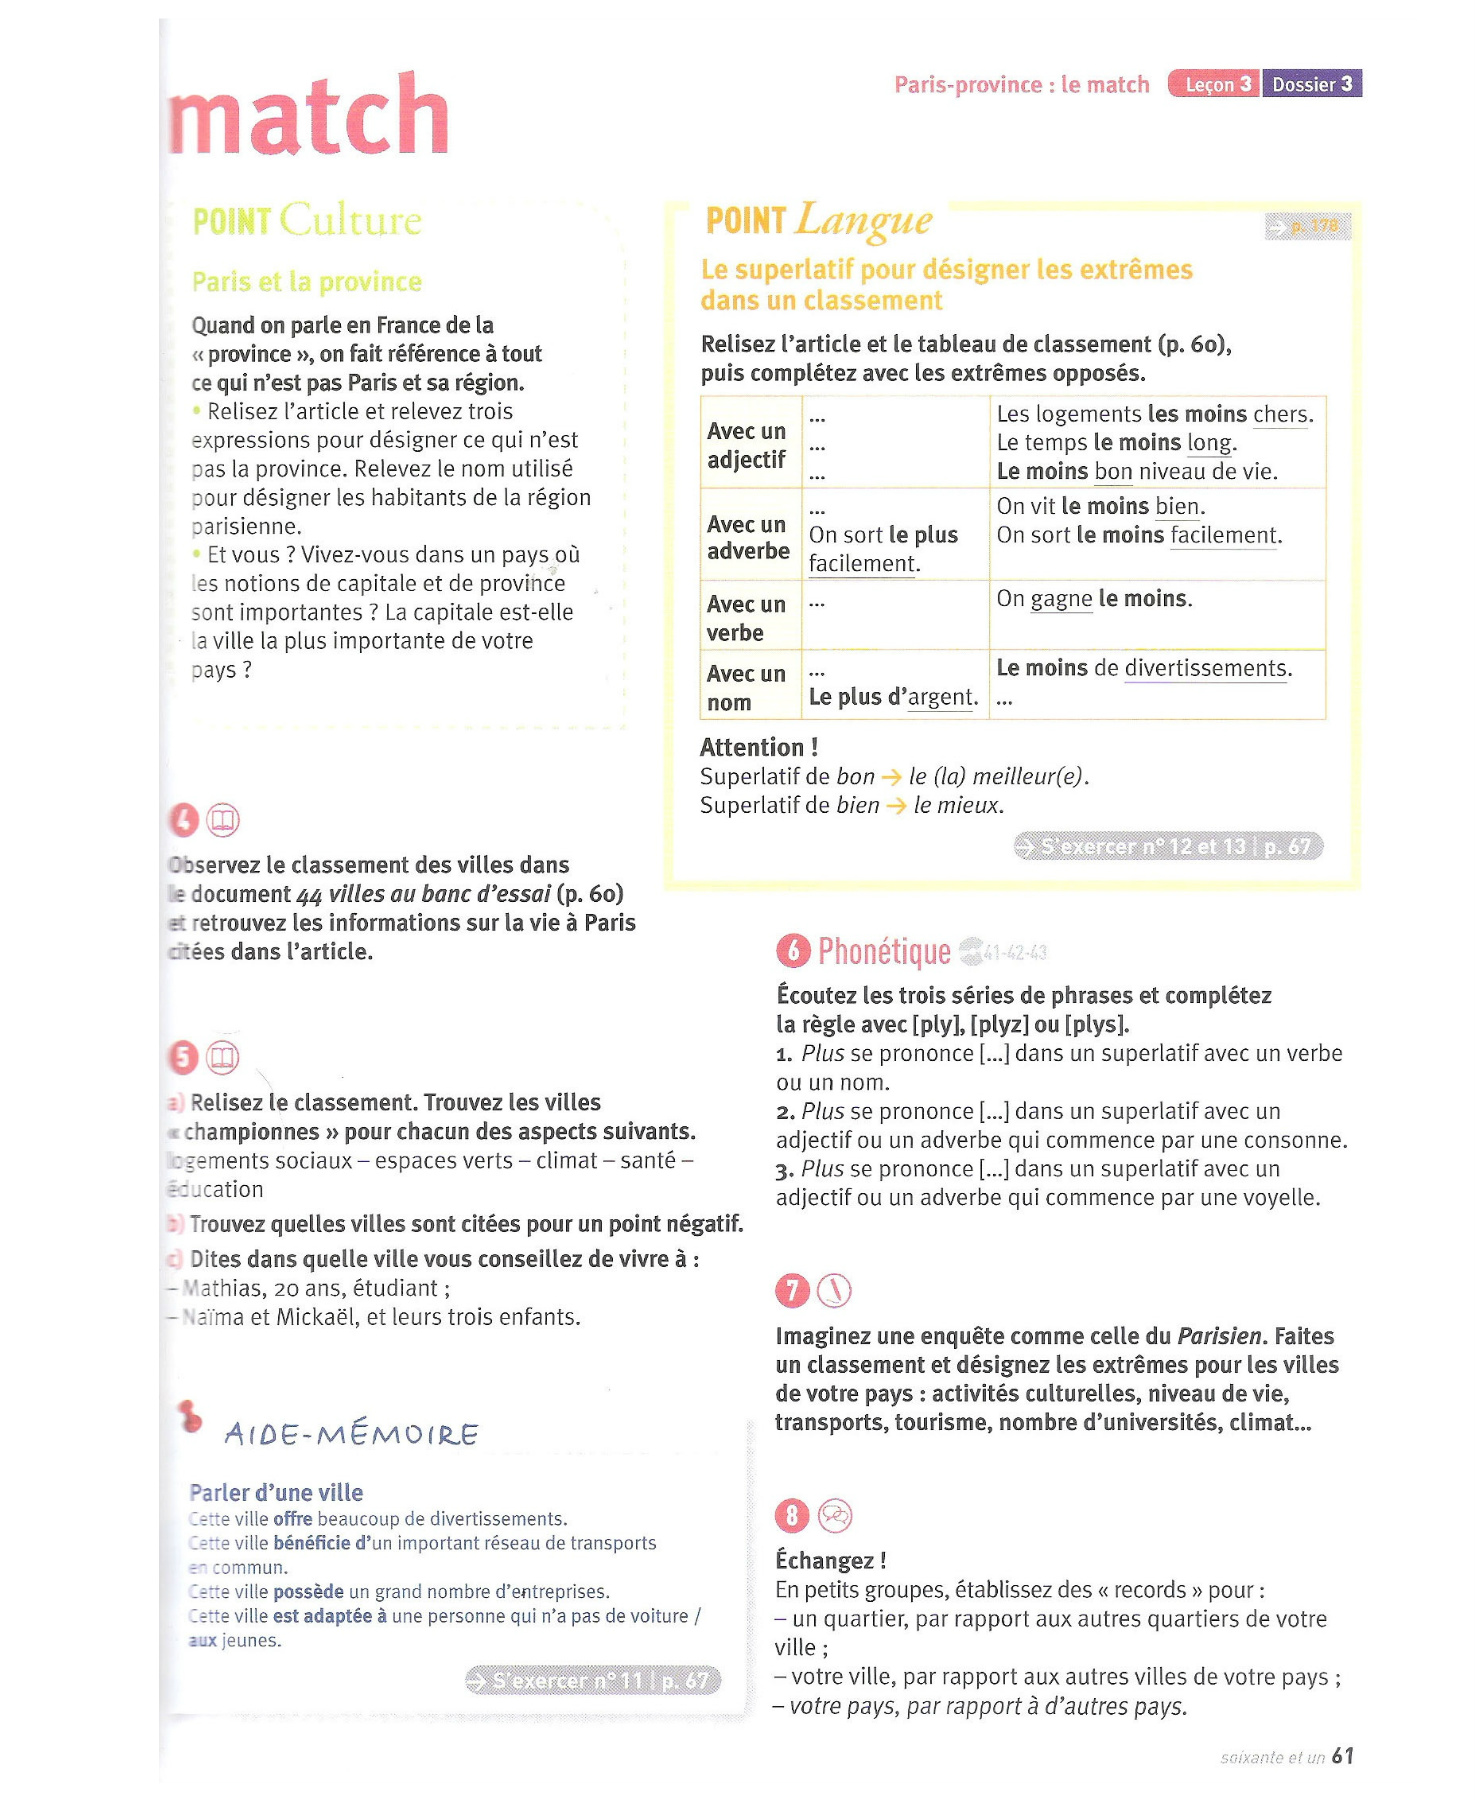 match
Paris-province : le match Leçon 3 Dossier 3
POINT Culture
Paris et la province
Quand on parle en France de la
« province », on fait référence à tout
ce qui n'est pas Paris et sa région.
• Relisez l'article et relevez trois
expressions pour désigner ce qui n'est
pas la province. Relevez le nom utilisé
pour désigner les habitants de la région
parisienne.
• Et vous ? Vivez-vous dans un pays où
les notions de capitale et de province
sont importantes ? La capitale est-elle
la ville la plus importante de votre
pays ?
4
Observez le classement des villes dans
le document 44 villes au banc d'essai (p. 60)
et retrouvez les informations sur la vie à Paris
citées dans l'article.
5
a) Relisez le classement. Trouvez les villes
« championnes » pour chacun des aspects suivants.
logements sociaux – espaces verts – climat – santé –
éducation
b) Trouvez quelles villes sont citées pour un point négatif.
c) Dites dans quelle ville vous conseillez de vivre à :
– Mathias, 20 ans, étudiant ;
– Naïma et Mickaël, et leurs trois enfants.
AIDE-MÉMOIRE
Parler d'une ville
Cette ville offre beaucoup de divertissements.
Cette ville bénéficie d'un important réseau de transports
en commun.
Cette ville possède un grand nombre d'entreprises.
Cette ville est adaptée à une personne qui n'a pas de voiture /
aux jeunes.
→ S'exercer n° 11 | p. 67
POINT Langue
→ p. 178
Le superlatif pour désigner les extrêmes
dans un classement
Relisez l'article et le tableau de classement (p. 60),
puis complétez avec les extrêmes opposés.
Avec un
adjectif
...
...
...
Les logements les moins chers.
Le temps le moins long.
Le moins bon niveau de vie.
Avec un
adverbe
...
On sort le plus
facilement.
On vit le moins bien.
On sort le moins facilement.
Avec un
verbe
...
On gagne le moins.
Avec un
nom
...
Le plus d'argent.
Le moins de divertissements.
...
Attention !
Superlatif de bon → le (la) meilleur(e).
Superlatif de bien → le mieux.
→ S'exercer n° 12 et 13 | p. 67
6 Phonétique 41-42-43
Écoutez les trois séries de phrases et complétez
la règle avec [ply], [plyz] ou [plys].
1. Plus se prononce [...] dans un superlatif avec un verbe
ou un nom.
2. Plus se prononce [...] dans un superlatif avec un
adjectif ou un adverbe qui commence par une consonne.
3. Plus se prononce [...] dans un superlatif avec un
adjectif ou un adverbe qui commence par une voyelle.
7
Imaginez une enquête comme celle du Parisien. Faites
un classement et désignez les extrêmes pour les villes
de votre pays : activités culturelles, niveau de vie,
transports, tourisme, nombre d'universités, climat...
8
Échangez !
En petits groupes, établissez des « records » pour :
– un quartier, par rapport aux autres quartiers de votre
ville ;
– votre ville, par rapport aux autres villes de votre pays ;
– votre pays, par rapport à d'autres pays.
soixante et un 61